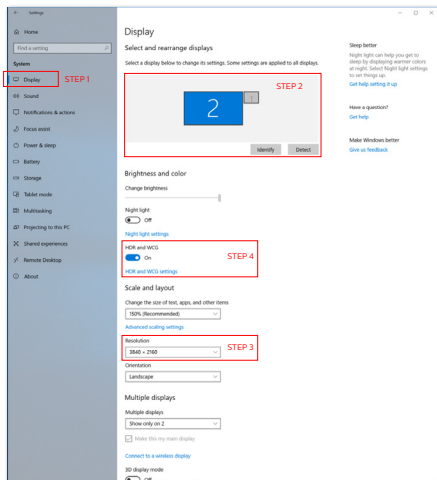 Settings
Home
Find a setting
System
Display
STEP 1
Sound
Notifications & actions
Focus assist
Power & sleep
Battery
Storage
Tablet mode
Multitasking
Projecting to this PC
Shared experiences
Remote Desktop
About
Display
Select and rearrange displays
Select a display below to change its settings. Some settings are applied to all displays.
STEP 2
2
1
Identify
Detect
Brightness and color
Change brightness
Night light
Off
Night light settings
HDR and WCG
On
STEP 4
HDR and WCG settings
Scale and layout
Change the size of text, apps, and other items
150% (Recommended)
Advanced scaling settings
Resolution
3840 × 2160
STEP 3
Orientation
Landscape
Multiple displays
Multiple displays
Show only on 2
Make this my main display
Connect to a wireless display
3D display mode
Off
Sleep better
Night light can help you get to
sleep by displaying warmer colors
at night. Select Night light settings
to set things up.
Get help setting it up
Have a question?
Get help
Make Windows better
Give us feedback